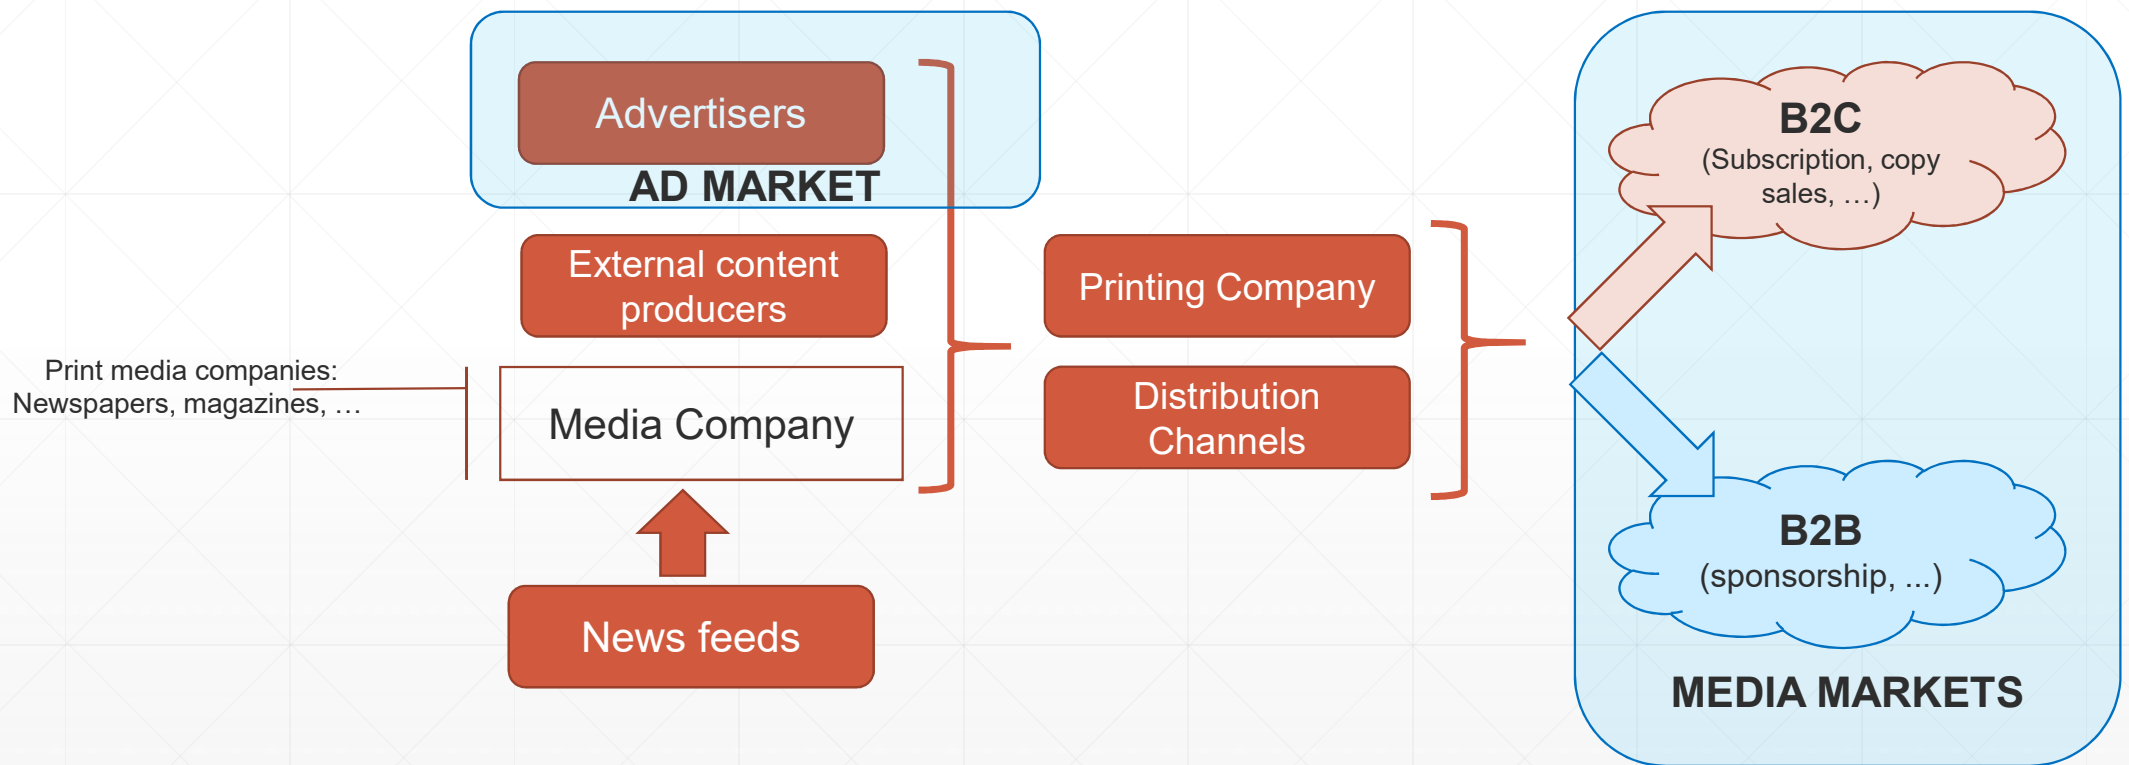 Advertisers
AD MARKET
External content
producers
Print media companies:
Newspapers, magazines, …
Media Company
News feeds
Printing Company
Distribution
Channels
B2C
(Subscription, copy
sales, …)
B2B
(sponsorship, ...)
MEDIA MARKETS